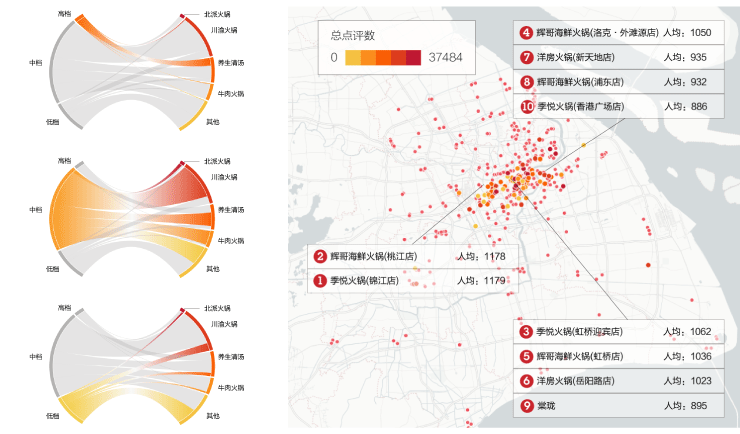 高档
北派火锅
川渝火锅
中档
养生清汤
牛肉火锅
低档
其他
高档
北派火锅
川渝火锅
中档
养生清汤
牛肉火锅
低档
其他
高档
北派火锅
川渝火锅
中档
养生清汤
牛肉火锅
低档
其他
总点评数
0 37484
4 辉哥海鲜火锅(洛克·外滩源店) 人均：1050
7 洋房火锅(新天地店) 人均：935
8 辉哥海鲜火锅(浦东店) 人均：932
10 季悦火锅(香港广场店) 人均：886
2 辉哥海鲜火锅(桃江店) 人均：1178
1 季悦火锅(锦江店) 人均：1179
3 季悦火锅(虹桥迎宾店) 人均：1062
5 辉哥海鲜火锅(虹桥店) 人均：1036
6 洋房火锅(岳阳路店) 人均：1023
9 棠珑 人均：895